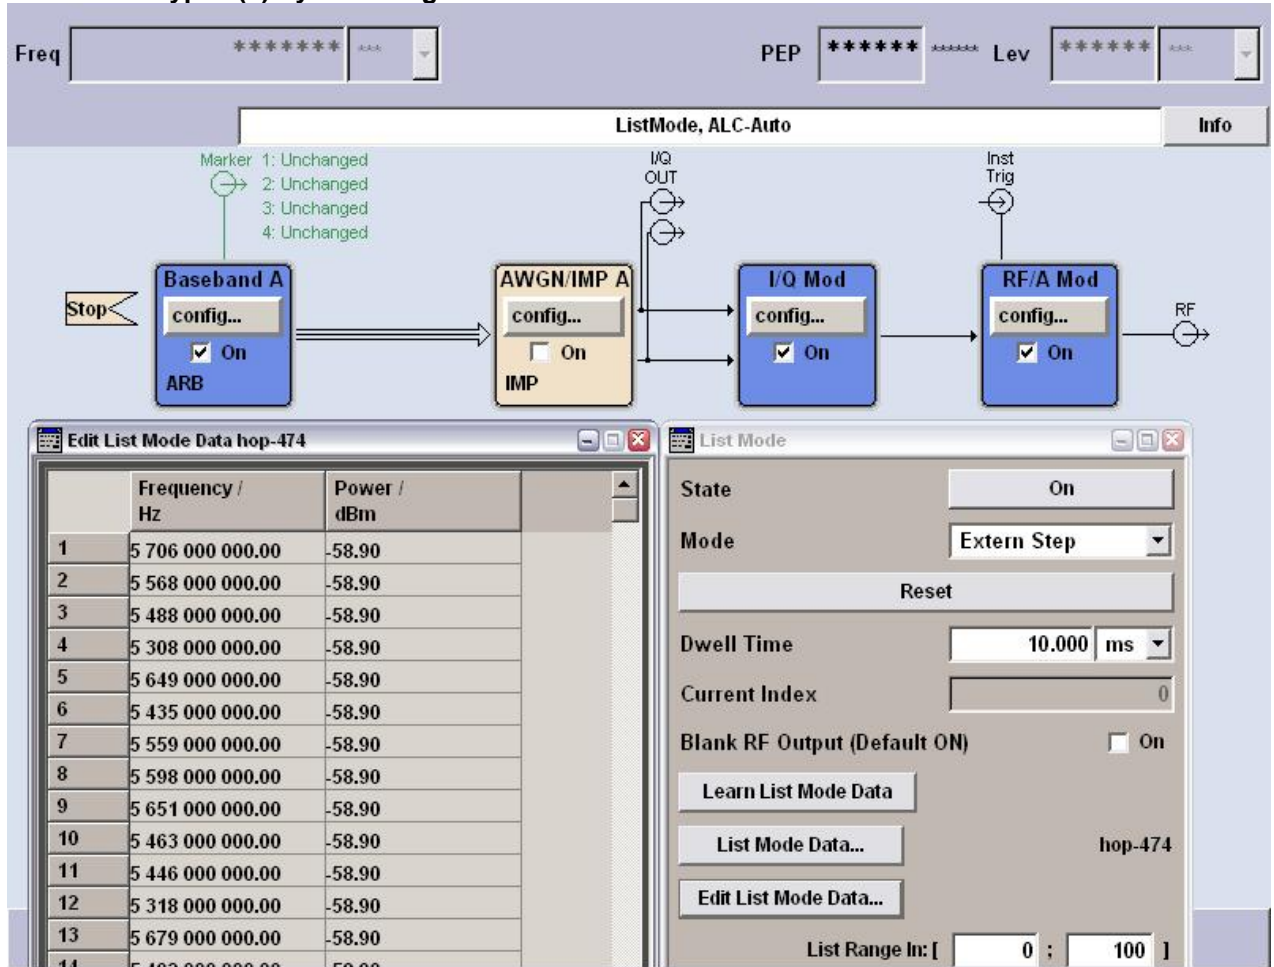 Freq ******* *** PEP ****** ****** Lev ****** ***
ListMode, ALC-Auto Info
Marker 1: Unchanged
2: Unchanged
3: Unchanged
4: Unchanged
I/Q
OUT
Inst
Trig
Stop
Baseband A
config...
On
ARB
AWGN/IMP A
config...
On
IMP
I/Q Mod
config...
On
RF/A Mod
config...
On
RF
Edit List Mode Data hop-474
Frequency / Power /
Hz dBm
1 5 706 000 000.00 -58.90
2 5 568 000 000.00 -58.90
3 5 488 000 000.00 -58.90
4 5 308 000 000.00 -58.90
5 5 649 000 000.00 -58.90
6 5 435 000 000.00 -58.90
7 5 559 000 000.00 -58.90
8 5 598 000 000.00 -58.90
9 5 651 000 000.00 -58.90
10 5 463 000 000.00 -58.90
11 5 446 000 000.00 -58.90
12 5 318 000 000.00 -58.90
13 5 679 000 000.00 -58.90
List Mode
State On
Mode Extern Step
Reset
Dwell Time 10.000 ms
Current Index 0
Blank RF Output (Default ON) On
Learn List Mode Data
List Mode Data... hop-474
Edit List Mode Data...
List Range In: [ 0 ; 100 ]